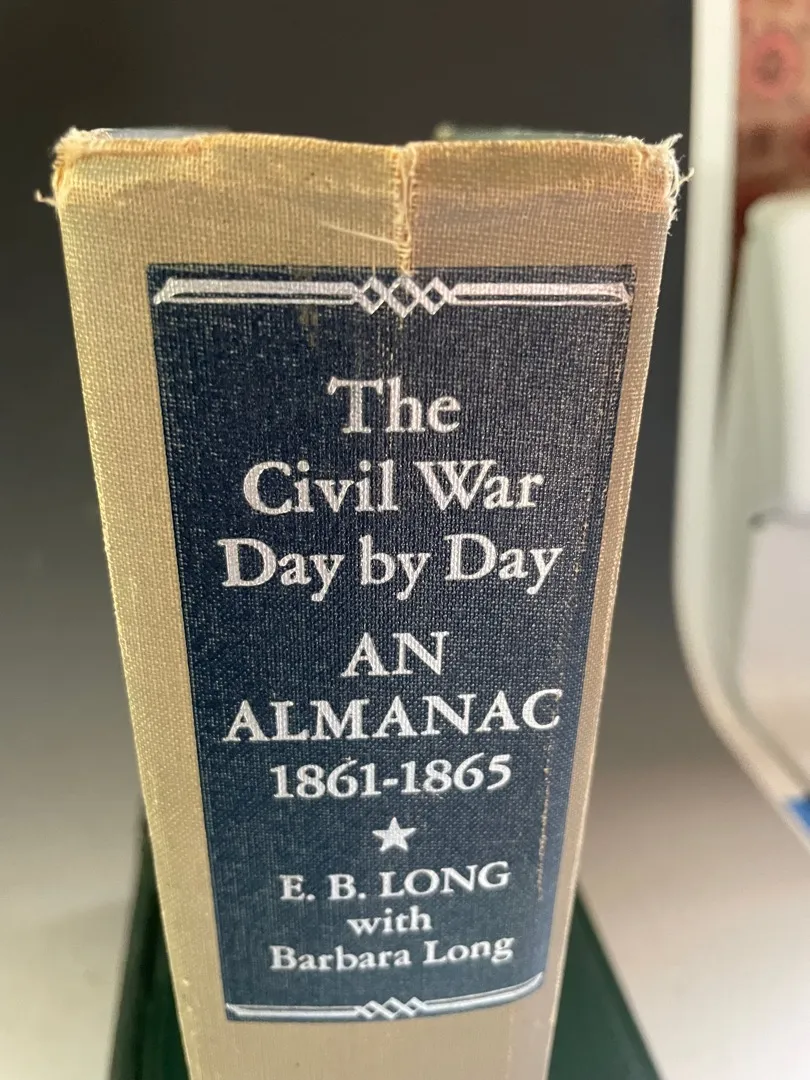 The
Civil War
Day by Day
AN
ALMANAC
1861-1865
E. B. LONG
with
Barbara Long